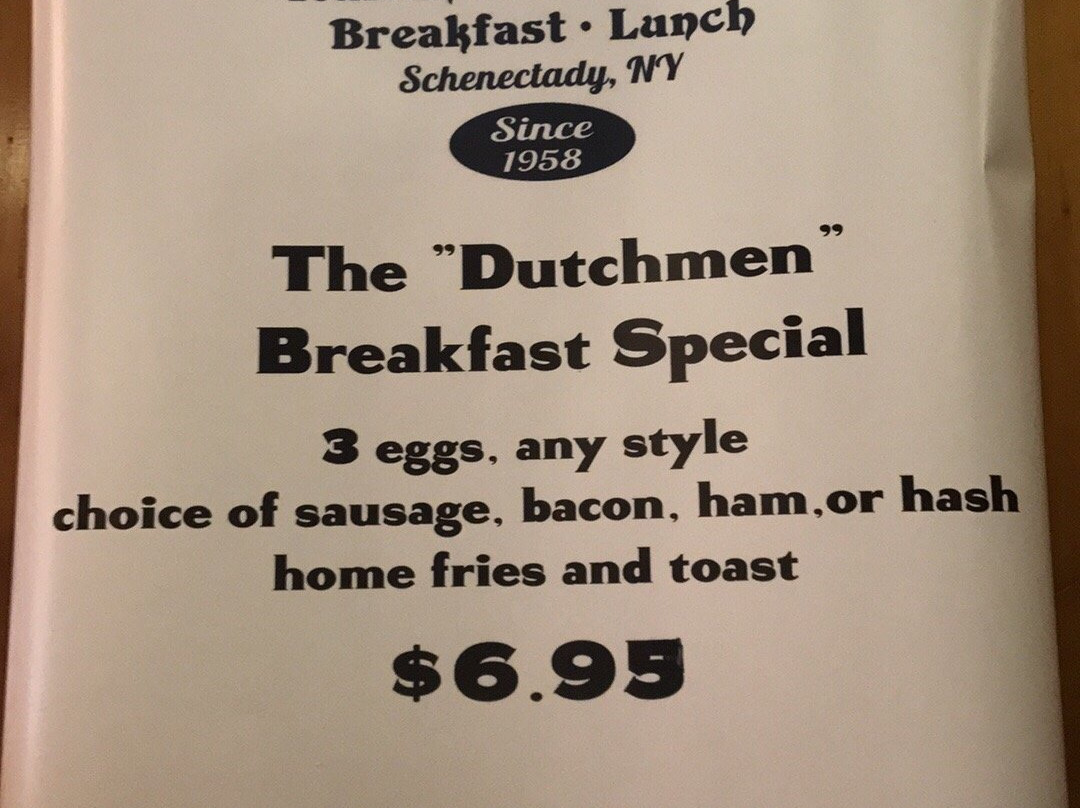 Breakfast • Lunch
Schenectady, NY
Since
1958
The ”Dutchmen”
Breakfast Special
3 eggs, any style
choice of sausage, bacon, ham,or hash
home fries and toast
$6.95